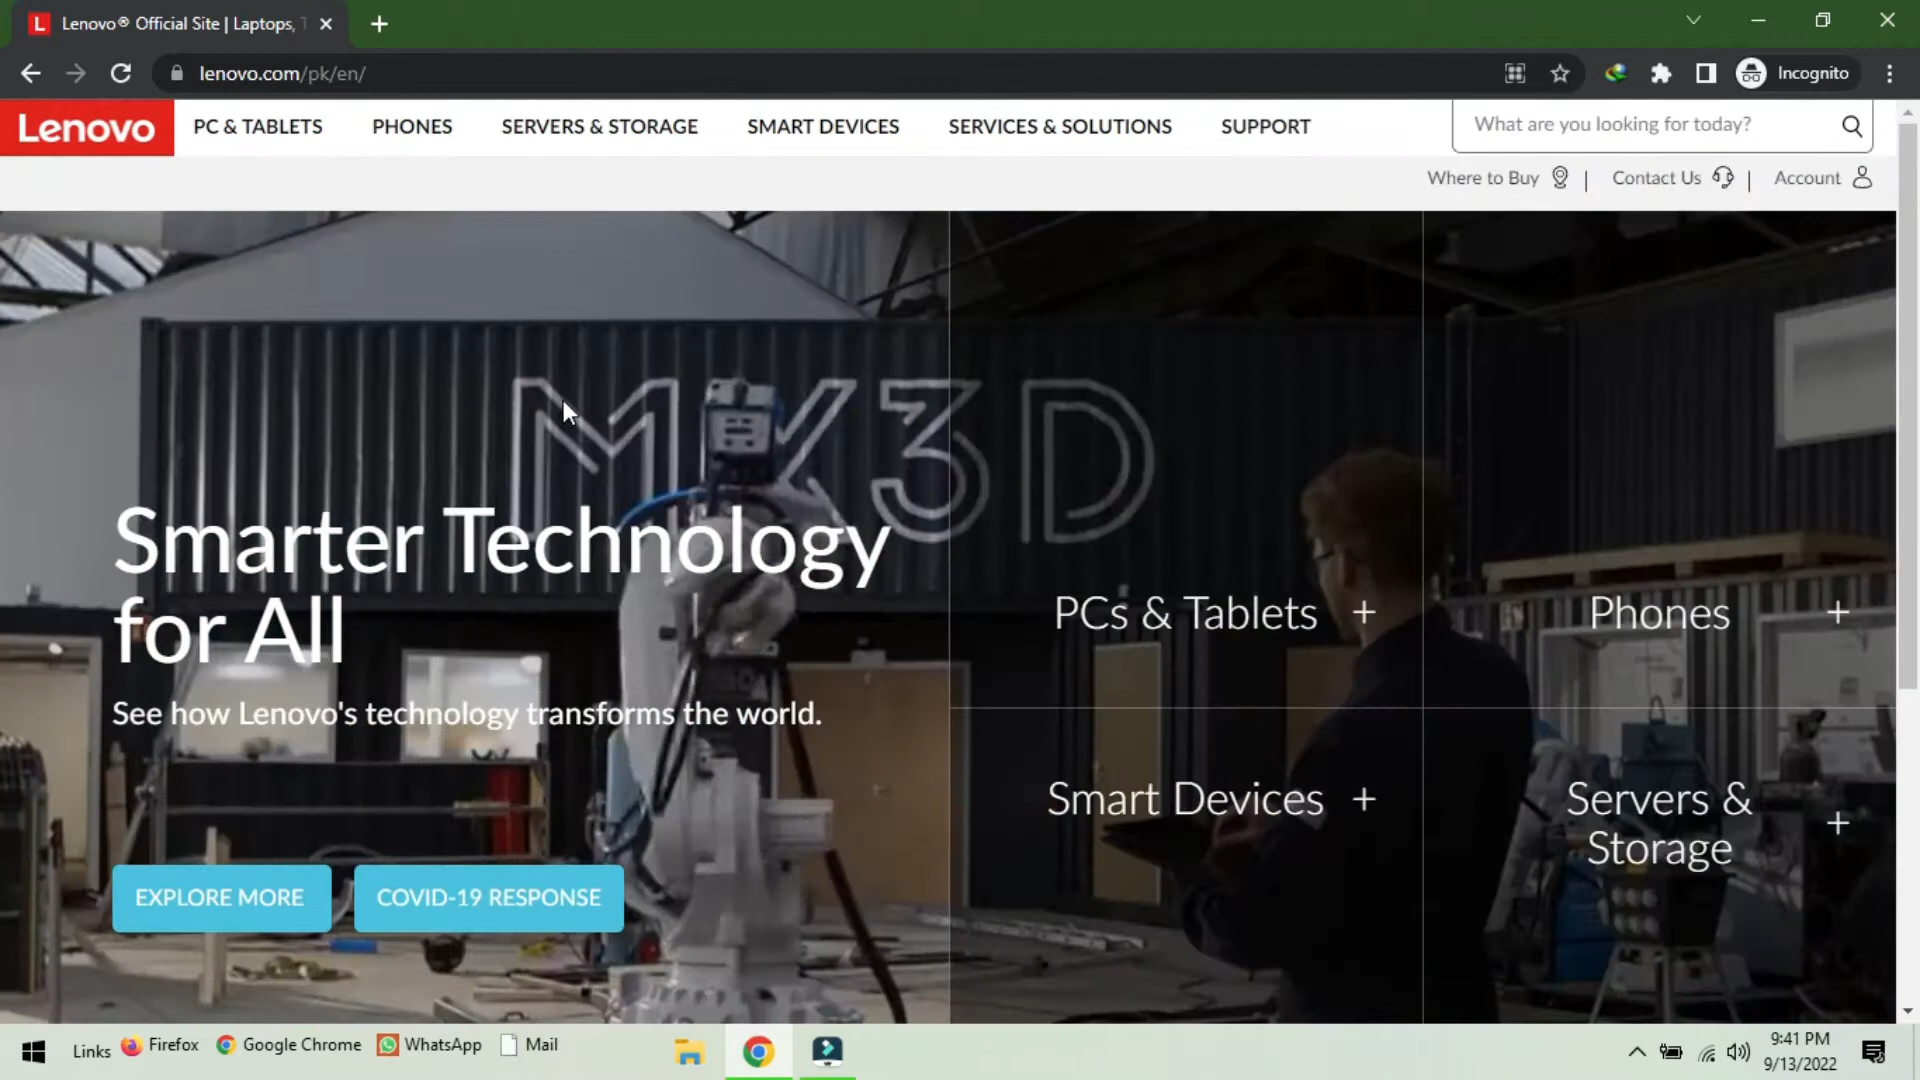 Lenovo® Official Site | Laptops,
lenovo.com/pk/en/
Incognito
Lenovo
PC & TABLETS
PHONES
SERVERS & STORAGE
SMART DEVICES
SERVICES & SOLUTIONS
SUPPORT
What are you looking for today?
Where to Buy
Contact Us
Account
MX3D
Smarter Technology
for All
See how Lenovo's technology transforms the world.
EXPLORE MORE
COVID-19 RESPONSE
PCs & Tablets +
Phones +
Smart Devices +
Servers &
Storage +
Links
Firefox
Google Chrome
WhatsApp
Mail
9:41 PM
9/13/2022